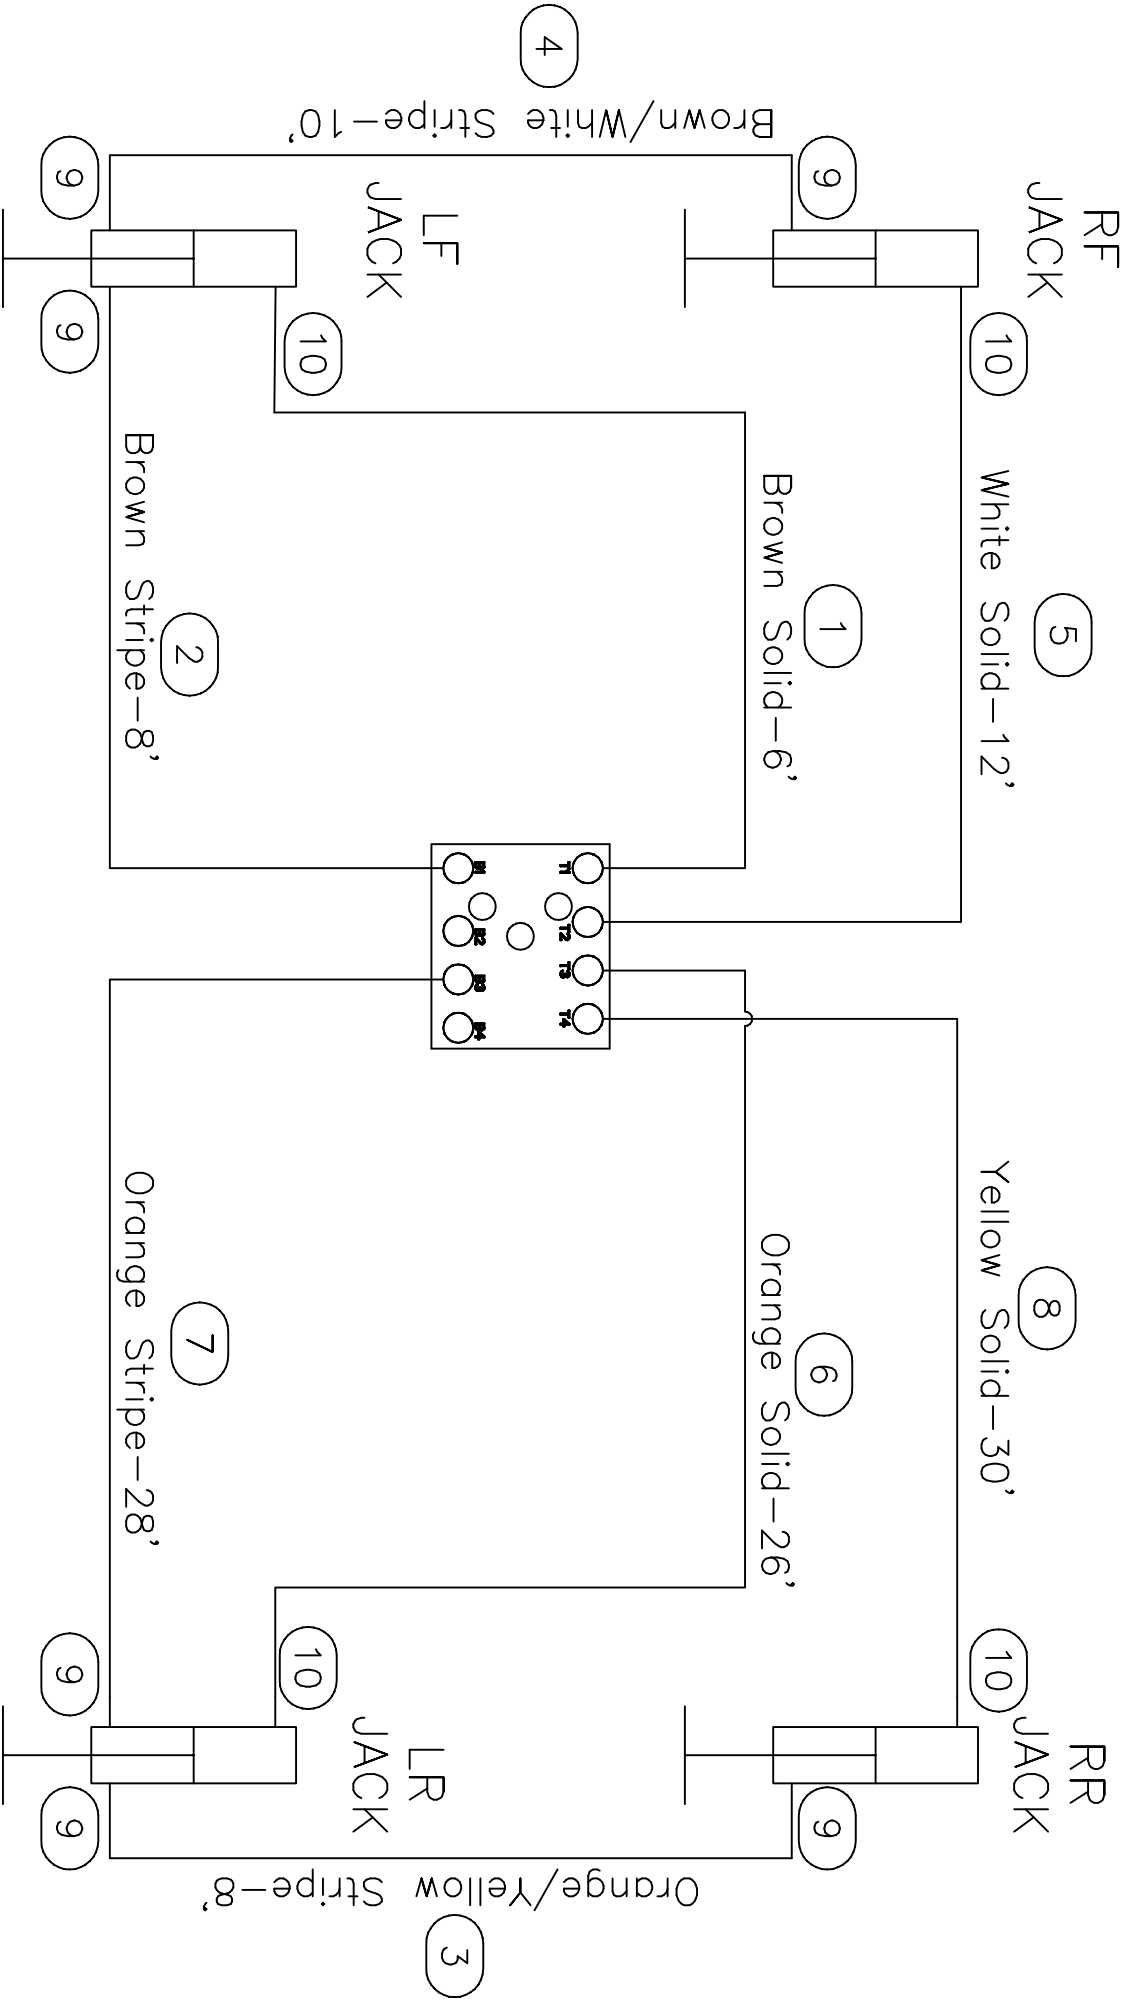 4
Brown/White Stripe-10'
9
9
RF
JACK
LF
JACK
9
10
10
White Solid-12'
5
Brown Solid-6'
1
Brown Stripe-8'
2
T1
T2
T3
T4
B1
B2
B3
B4
Yellow Solid-30'
8
Orange Solid-26'
6
Orange Stripe-28'
7
10
10
9
RR
JACK
LR
JACK
9
9
Orange/Yellow Stripe-8'
3